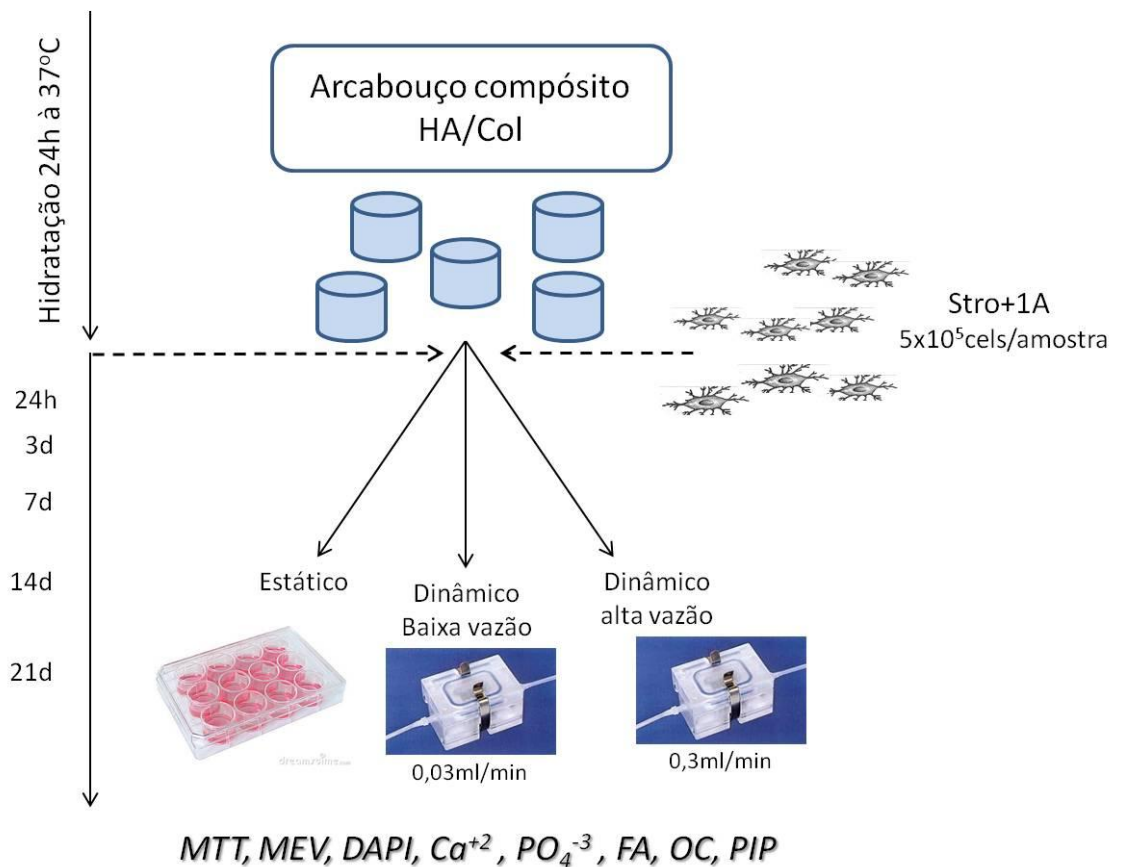 Hidratação 24h à 37ºC
Arcabouço compósito
HA/Col
Stro+1A
5x10⁵cels/amostra
24h
3d
7d
14d
21d
Estático
Dinâmico
Baixa vazão
Dinâmico
alta vazão
dreamstime.com
0,03ml/min
0,3ml/min
MTT, MEV, DAPI, Ca⁺² , PO₄⁻³ , FA, OC, PIP